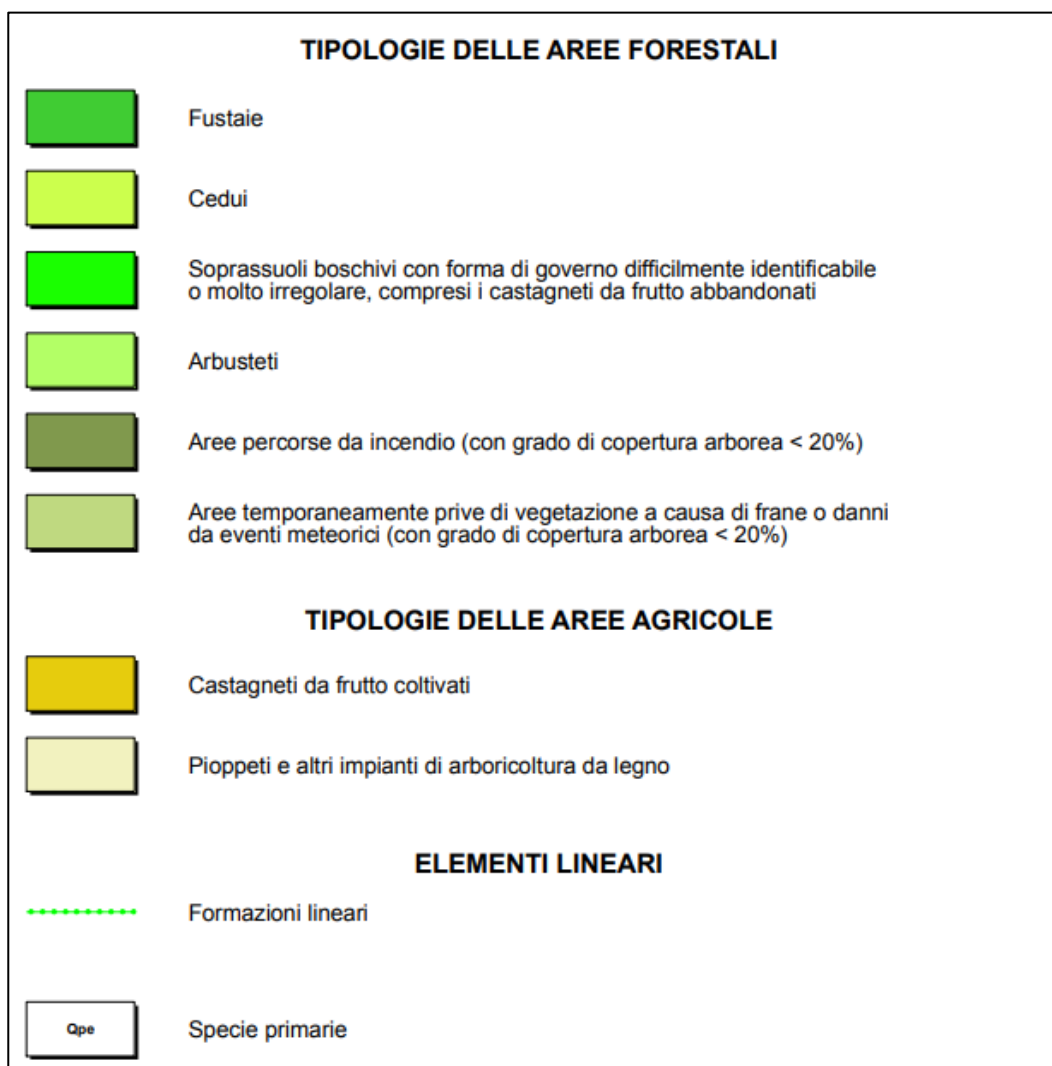 TIPOLOGIE DELLE AREE FORESTALI
Fustaie
Cedui
Soprassuoli boschivi con forma di governo difficilmente identificabile
o molto irregolare, compresi i castagneti da frutto abbandonati
Arbusteti
Aree percorse da incendio (con grado di copertura arborea < 20%)
Aree temporaneamente prive di vegetazione a causa di frane o danni
da eventi meteorici (con grado di copertura arborea < 20%)
TIPOLOGIE DELLE AREE AGRICOLE
Castagneti da frutto coltivati
Pioppeti e altri impianti di arboricoltura da legno
ELEMENTI LINEARI
Formazioni lineari
Qpe Specie primarie